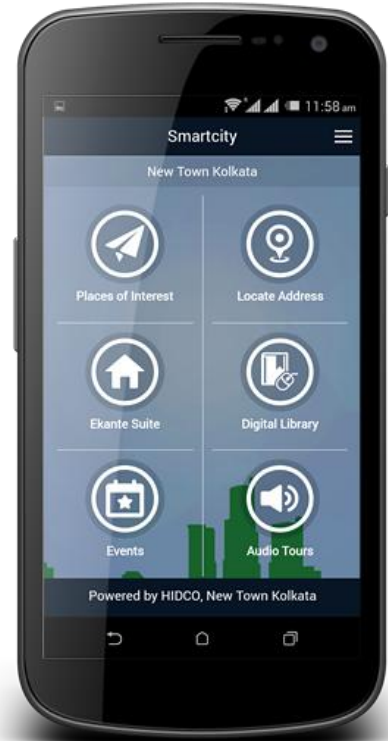 11:58 am
Smartcity
New Town Kolkata
Places of Interest
Locate Address
Ekante Suite
Digital Library
Events
Audio Tours
Powered by HIDCO, New Town Kolkata